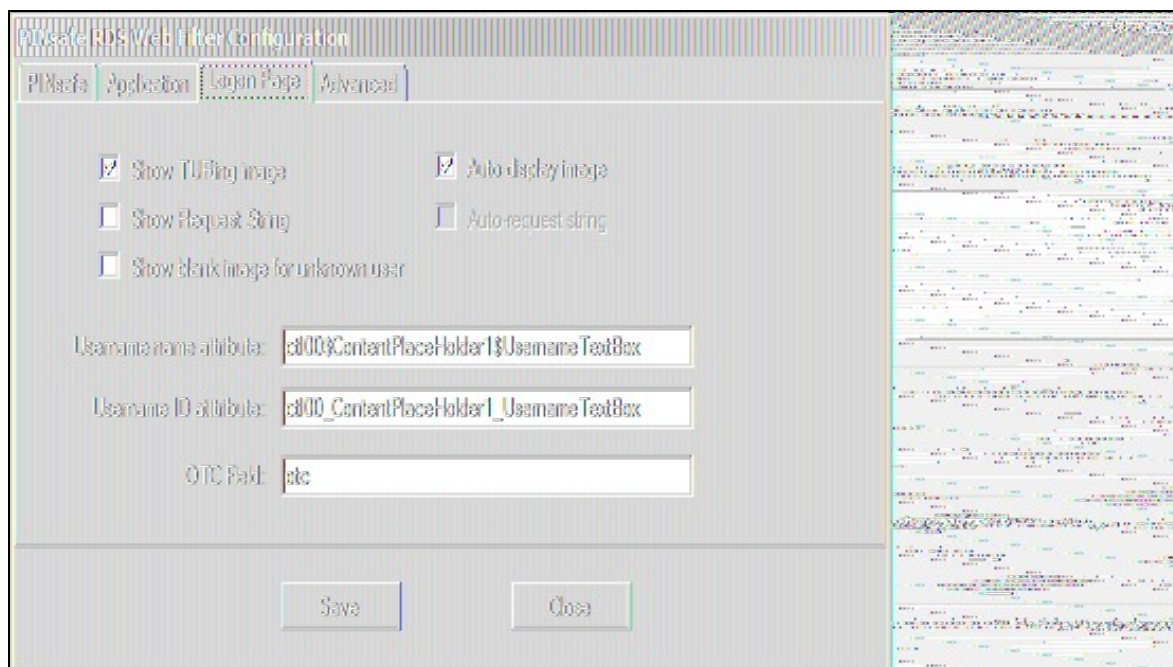 PINsafe RDS Web Filter Configuration
PINsafe Application Logon Page Advanced
Show TURing image Auto-display image
Show Request String Auto-request string
Show blank image for unknown user
Username name attribute: ctl00$ContentPlaceHolder1$UsernameTextBox
Username ID attribute: ctl00_ContentPlaceHolder1_UsernameTextBox
OTC Field: otc
Save Close